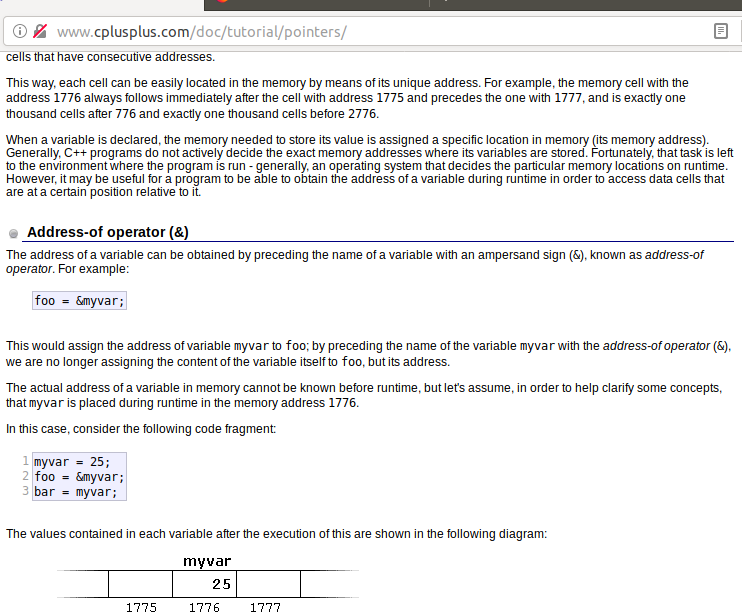 www.cplusplus.com/doc/tutorial/pointers/
cells that have consecutive addresses.
This way, each cell can be easily located in the memory by means of its unique address. For example, the memory cell with the
address 1776 always follows immediately after the cell with address 1775 and precedes the one with 1777, and is exactly one
thousand cells after 776 and exactly one thousand cells before 2776.
When a variable is declared, the memory needed to store its value is assigned a specific location in memory (its memory address).
Generally, C++ programs do not actively decide the exact memory addresses where its variables are stored. Fortunately, that task is left
to the environment where the program is run - generally, an operating system that decides the particular memory locations on runtime.
However, it may be useful for a program to be able to obtain the address of a variable during runtime in order to access data cells that
are at a certain position relative to it.
Address-of operator (&)
The address of a variable can be obtained by preceding the name of a variable with an ampersand sign (&), known as address-of
operator. For example:
foo = &myvar;
This would assign the address of variable myvar to foo; by preceding the name of the variable myvar with the address-of operator (&),
we are no longer assigning the content of the variable itself to foo, but its address.
The actual address of a variable in memory cannot be known before runtime, but let's assume, in order to help clarify some concepts,
that myvar is placed during runtime in the memory address 1776.
In this case, consider the following code fragment:
1 myvar = 25;
2 foo = &myvar;
3 bar = myvar;
The values contained in each variable after the execution of this are shown in the following diagram:
myvar
25
1775 1776 1777